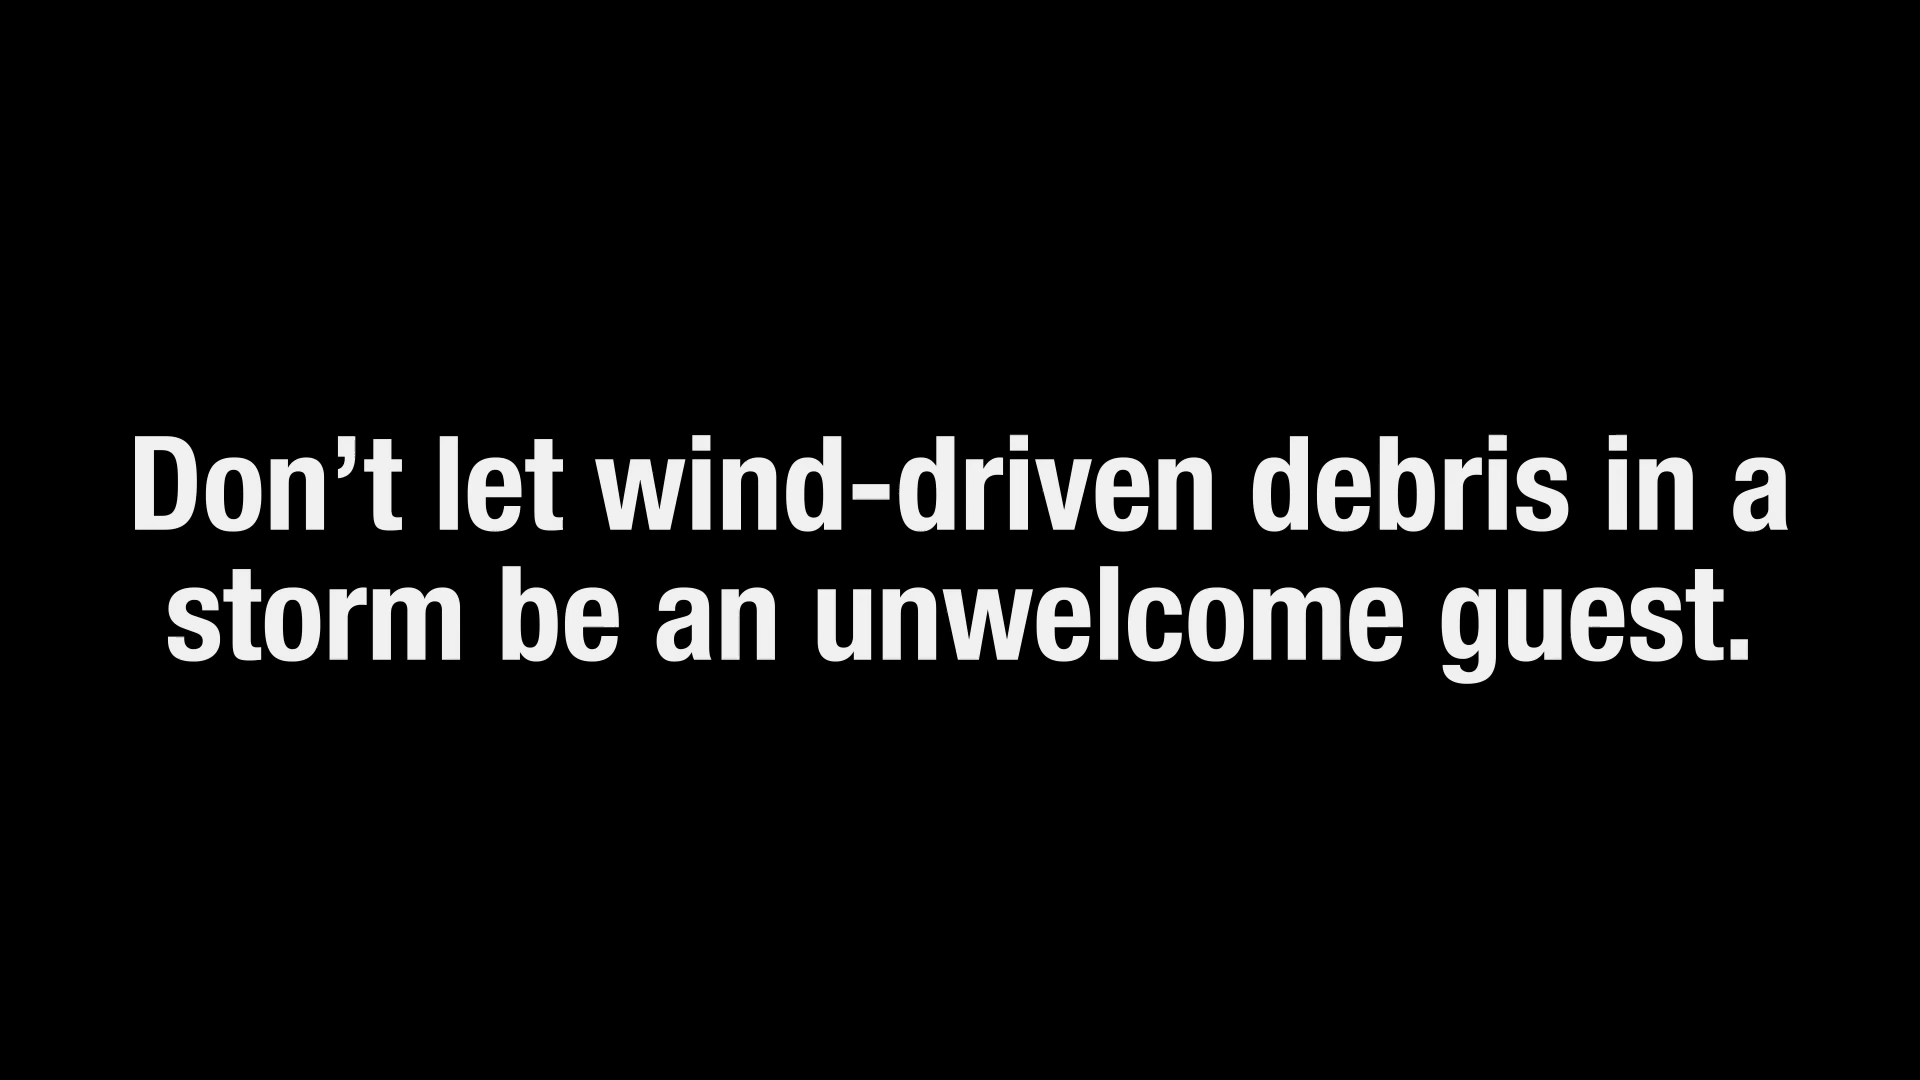 Don’t let wind-driven debris in a
storm be an unwelcome guest.